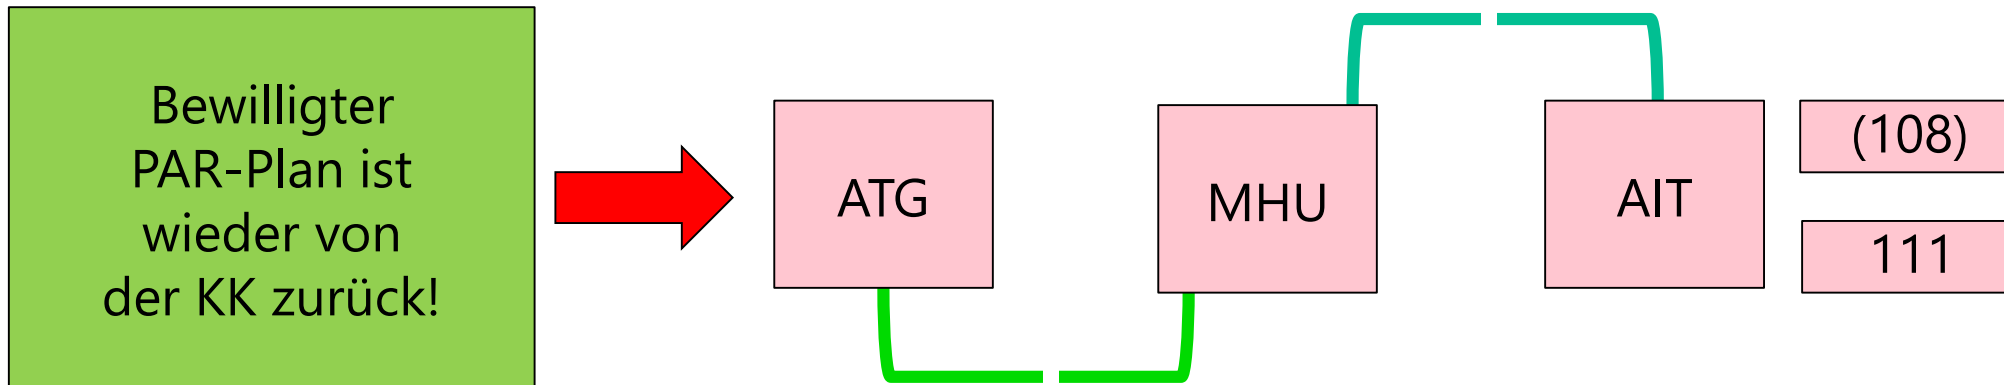 Bewilligter
PAR-Plan ist
wieder von
der KK zurück!
ATG
MHU
AIT
(108)
111